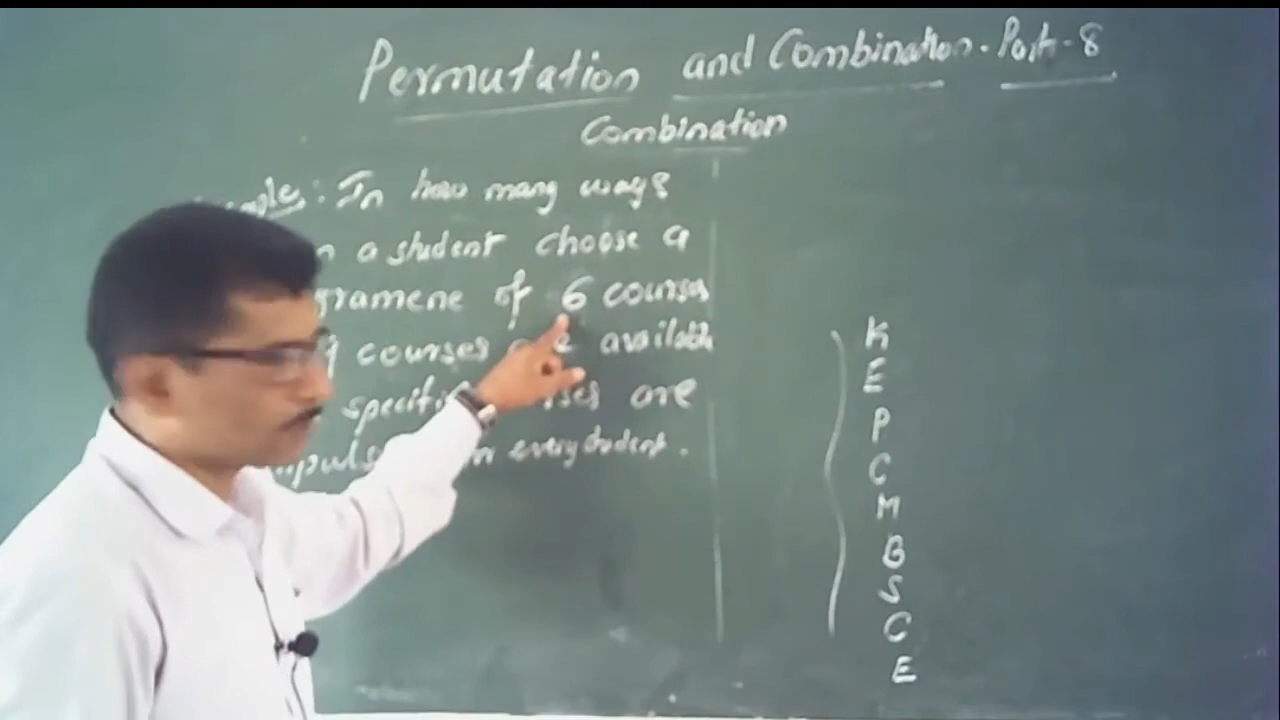 Permutation and Combination. Part-8
Combination
: In how many ways
a student choose a
gramene of 6 courses
courses are available
are
every student.
K
E
P
C
M
B
S
C
E